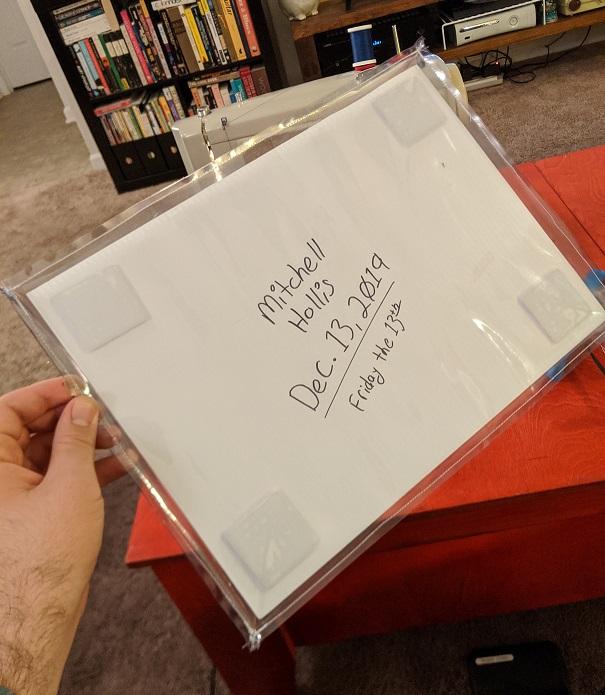 Mitchell
Hollis
Dec. 13, 2019
Friday the 13th